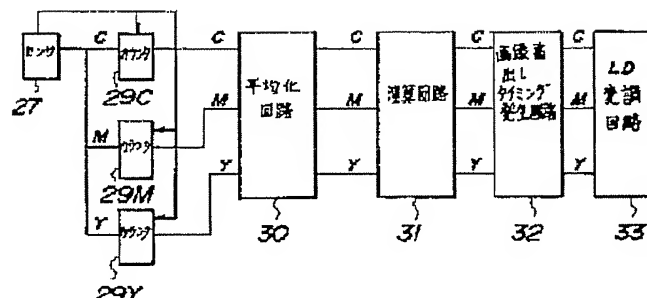 センサ
27
C
カウンタ
29C
M
カウンタ
29M
Y
カウンタ
29Y
C
M
Y
平均化
回路
30
C
M
Y
演算回路
31
C
M
Y
画像書
出し
タイミング
発生回路
32
C
M
Y
LD
変調
回路
33